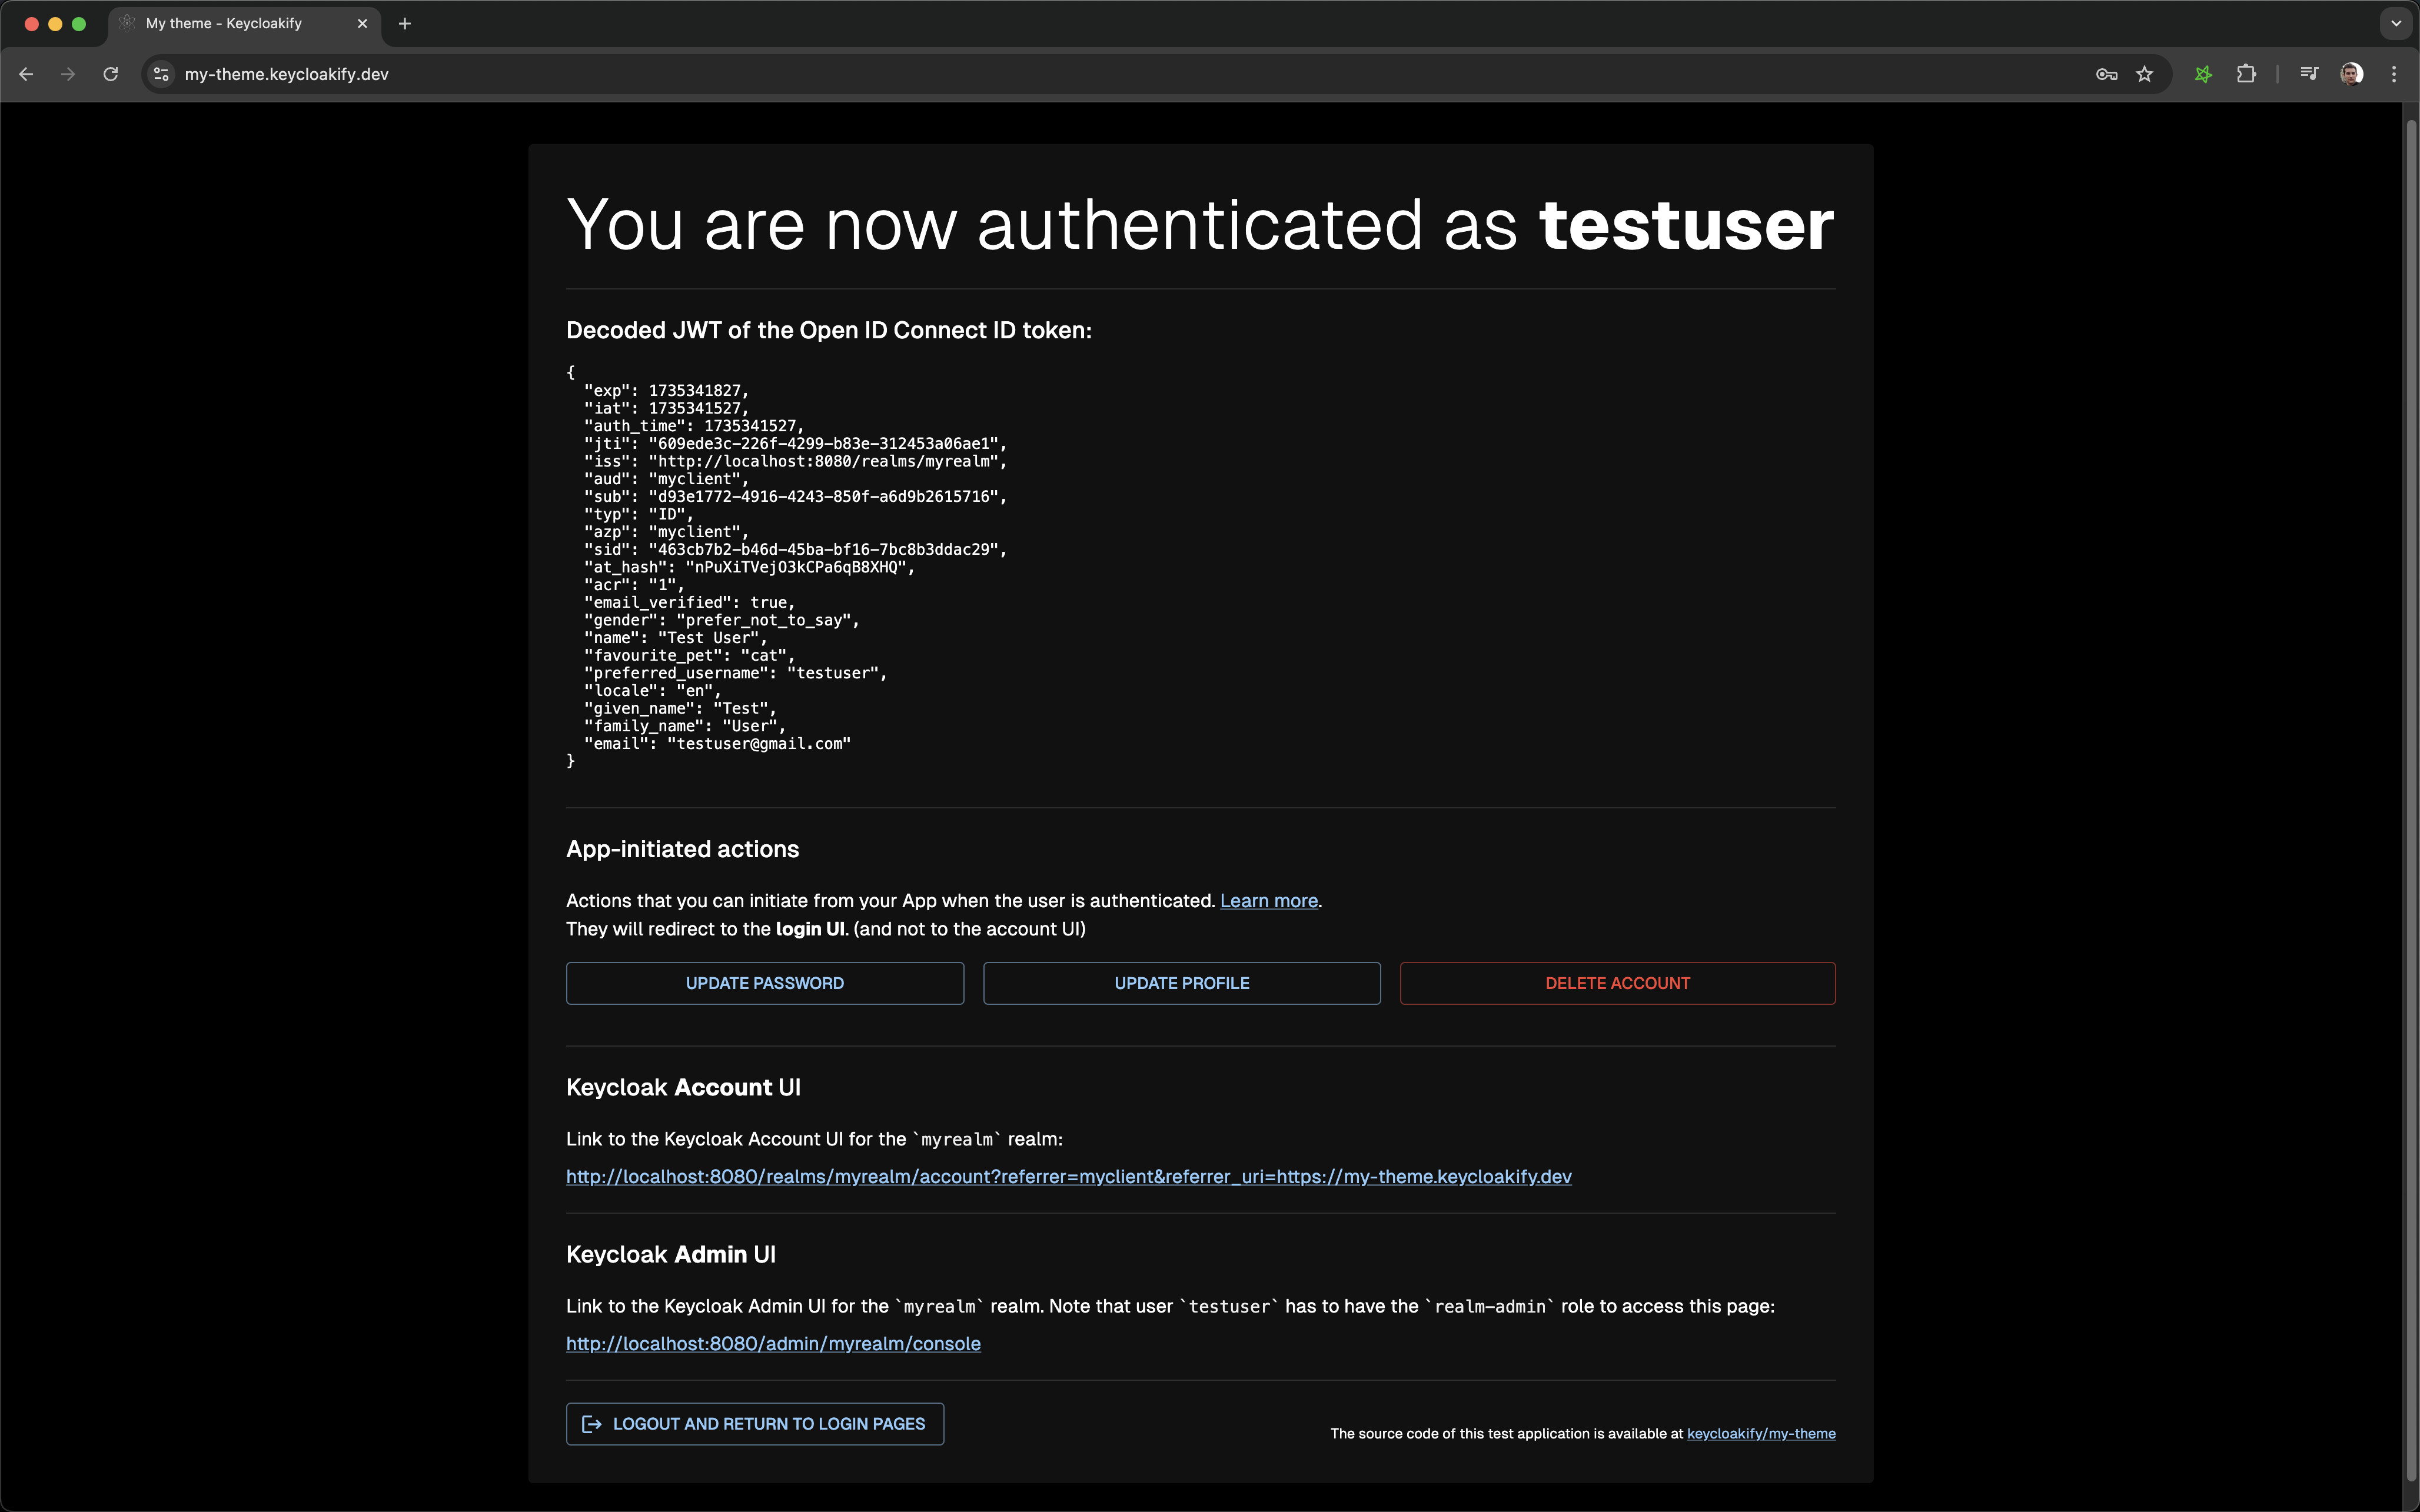 My theme - Keycloakify
my-theme.keycloakify.dev
You are now authenticated as testuser
Decoded JWT of the Open ID Connect ID token:
{
  "exp": 1735341827,
  "iat": 1735341527,
  "auth_time": 1735341527,
  "jti": "609ede3c-226f-4299-b83e-312453a06ae1",
  "iss": "http://localhost:8080/realms/myrealm",
  "aud": "myclient",
  "sub": "d93e1772-4916-4243-850f-a6d9b2615716",
  "typ": "ID",
  "azp": "myclient",
  "sid": "463cb7b2-b46d-45ba-bf16-7bc8b3ddac29",
  "at_hash": "nPuXiTVejO3kCPa6qB8XHQ",
  "acr": "1",
  "email_verified": true,
  "gender": "prefer_not_to_say",
  "name": "Test User",
  "favourite_pet": "cat",
  "preferred_username": "testuser",
  "locale": "en",
  "given_name": "Test",
  "family_name": "User",
  "email": "testuser@gmail.com"
}
App-initiated actions
Actions that you can initiate from your App when the user is authenticated. Learn more.
They will redirect to the login UI. (and not to the account UI)
UPDATE PASSWORD
UPDATE PROFILE
DELETE ACCOUNT
Keycloak Account UI
Link to the Keycloak Account UI for the `myrealm` realm:
http://localhost:8080/realms/myrealm/account?referrer=myclient&referrer_uri=https://my-theme.keycloakify.dev
Keycloak Admin UI
Link to the Keycloak Admin UI for the `myrealm` realm. Note that user `testuser` has to have the `realm-admin` role to access this page:
http://localhost:8080/admin/myrealm/console
LOGOUT AND RETURN TO LOGIN PAGES
The source code of this test application is available at keycloakify/my-theme